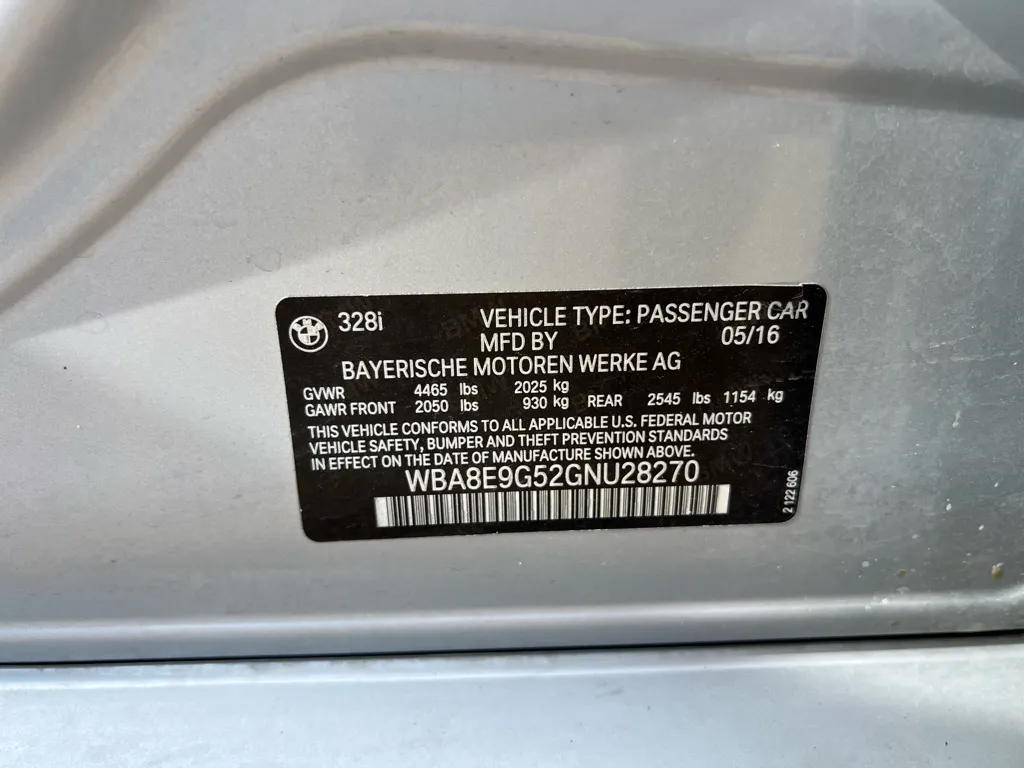 328i VEHICLE TYPE: PASSENGER CAR
MFD BY 05/16
BAYERISCHE MOTOREN WERKE AG
GVWR 4465 lbs 2025 kg
GAWR FRONT 2050 lbs 930 kg REAR 2545 lbs 1154 kg
THIS VEHICLE CONFORMS TO ALL APPLICABLE U.S. FEDERAL MOTOR
VEHICLE SAFETY, BUMPER AND THEFT PREVENTION STANDARDS
IN EFFECT ON THE DATE OF MANUFACTURE SHOWN ABOVE.
WBA8E9G52GNU28270
2 122 606